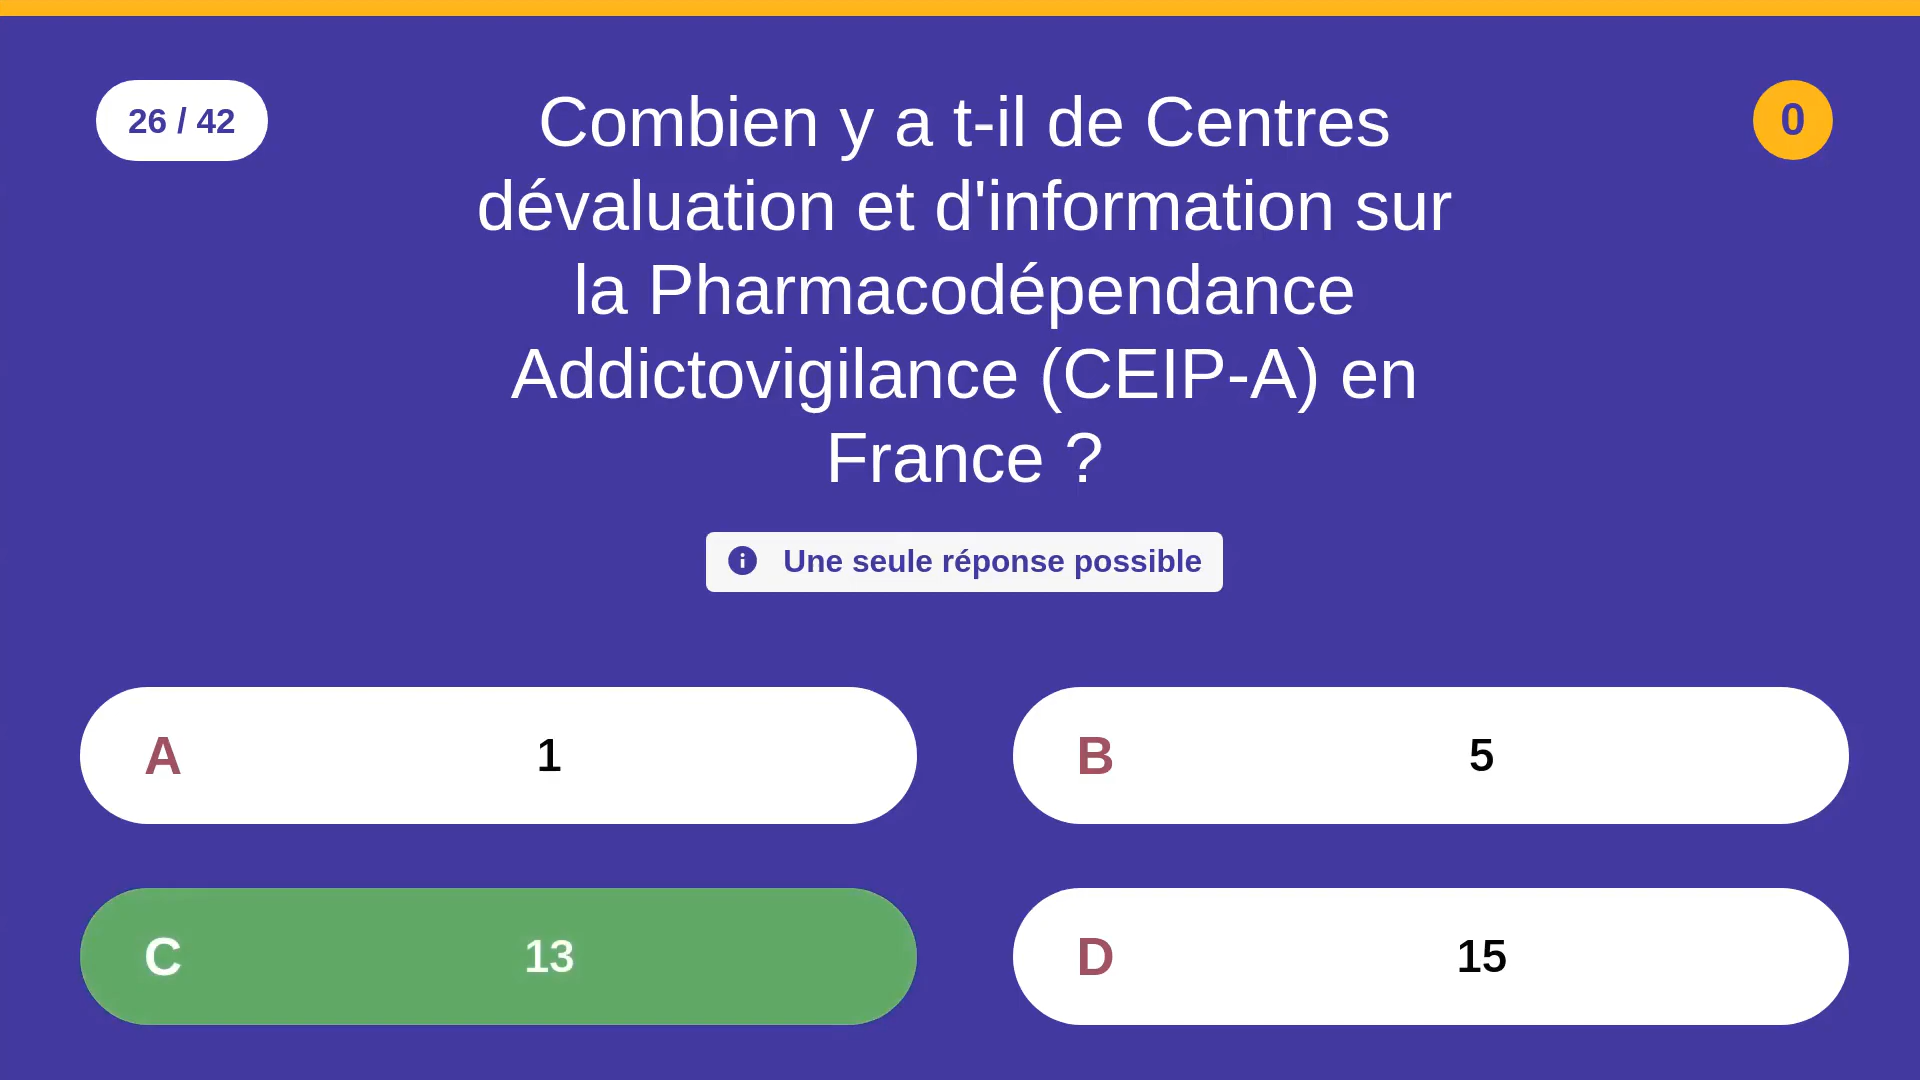 26 / 42
Combien y a t-il de Centres
dévaluation et d'information sur
la Pharmacodépendance
Addictovigilance (CEIP-A) en
France ?
0
Une seule réponse possible
A 1
B 5
C 13
D 15